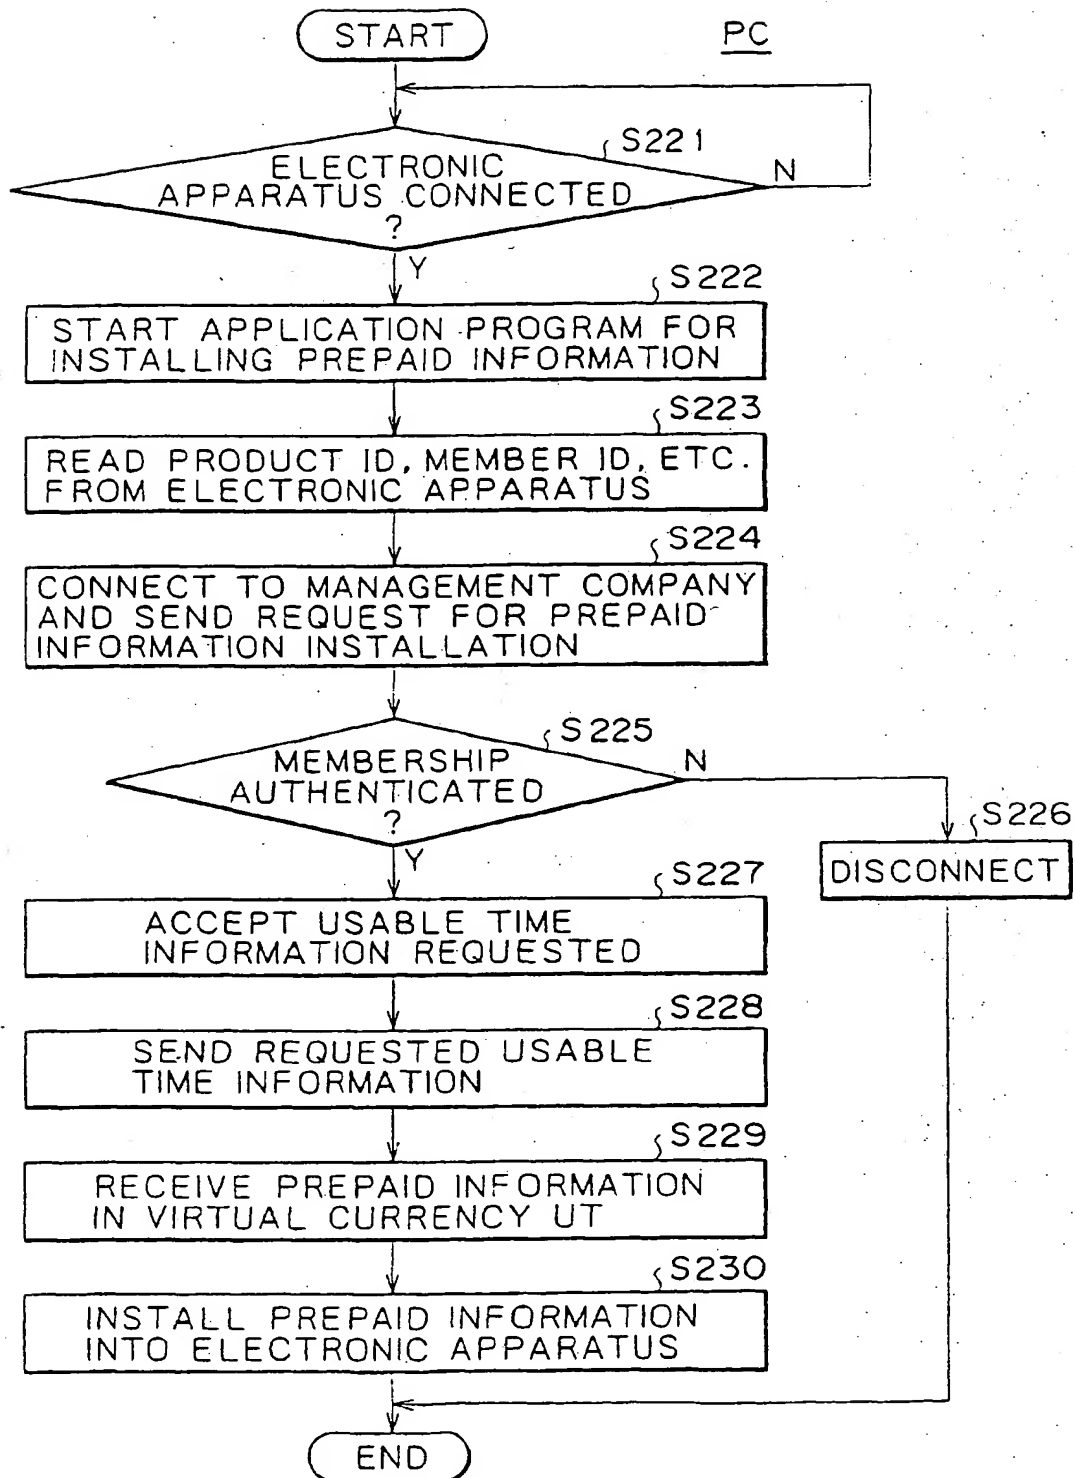 START
PC
S221
ELECTRONIC
APPARATUS CONNECTED
?
N
Y
S222
START APPLICATION PROGRAM FOR
INSTALLING PREPAID INFORMATION
S223
READ PRODUCT ID, MEMBER ID, ETC.
FROM ELECTRONIC APPARATUS
S224
CONNECT TO MANAGEMENT COMPANY
AND SEND REQUEST FOR PREPAID
INFORMATION INSTALLATION
S225
MEMBERSHIP
AUTHENTICATED
?
N
Y
S226
DISCONNECT
S227
ACCEPT USABLE TIME
INFORMATION REQUESTED
S228
SEND REQUESTED USABLE
TIME INFORMATION
S229
RECEIVE PREPAID INFORMATION
IN VIRTUAL CURRENCY UT
S230
INSTALL PREPAID INFORMATION
INTO ELECTRONIC APPARATUS
END